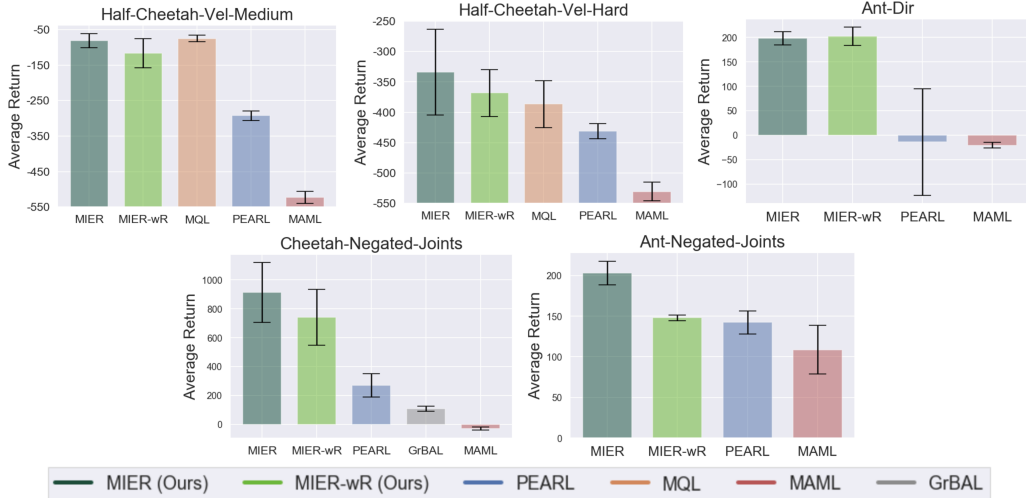 Half-Cheetah-Vel-Medium
Average Return
-50
-150
-250
-350
-450
-550
MIER MIER-wR MQL PEARL MAML
Half-Cheetah-Vel-Hard
Average Return
-250
-300
-350
-400
-450
-500
-550
MIER MIER-wR MQL PEARL MAML
Ant-Dir
Average Return
200
150
100
50
0
−50
−100
MIER MIER-wR PEARL MAML
Cheetah-Negated-Joints
Average Return
1000
800
600
400
200
0
MIER MIER-wR PEARL GrBAL MAML
Ant-Negated-Joints
Average Return
200
150
100
50
0
MIER MIER-wR PEARL MAML
MIER (Ours) MIER-wR (Ours) PEARL MQL MAML GrBAL